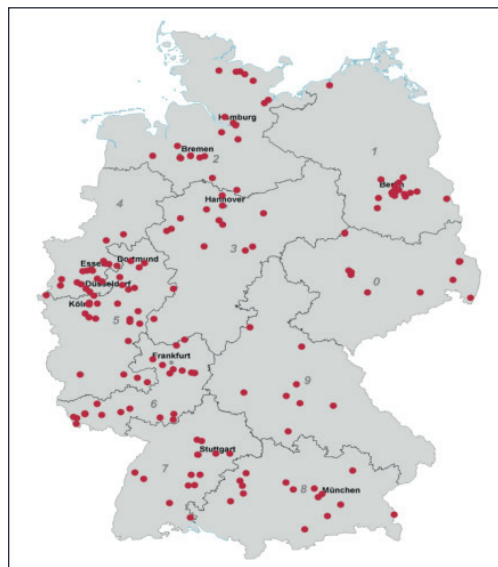 Hamburg
Bremen
2
1
Berlin
Hannover
4
3
Essen
Dortmund
Düsseldorf
0
Köln
5
Frankfurt
9
6
Stuttgart
7
8
München